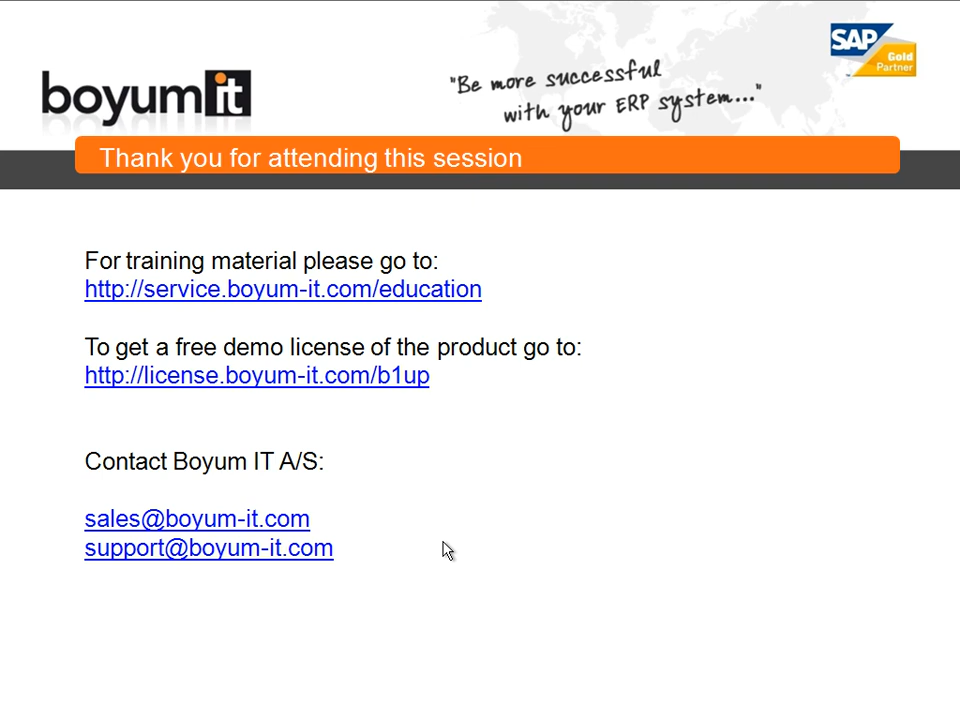 boyum it
"Be more successful
with your ERP system..."
SAP
Gold
Partner
Thank you for attending this session
For training material please go to:
http://service.boyum-it.com/education
To get a free demo license of the product go to:
http://license.boyum-it.com/b1up
Contact Boyum IT A/S:
sales@boyum-it.com
support@boyum-it.com